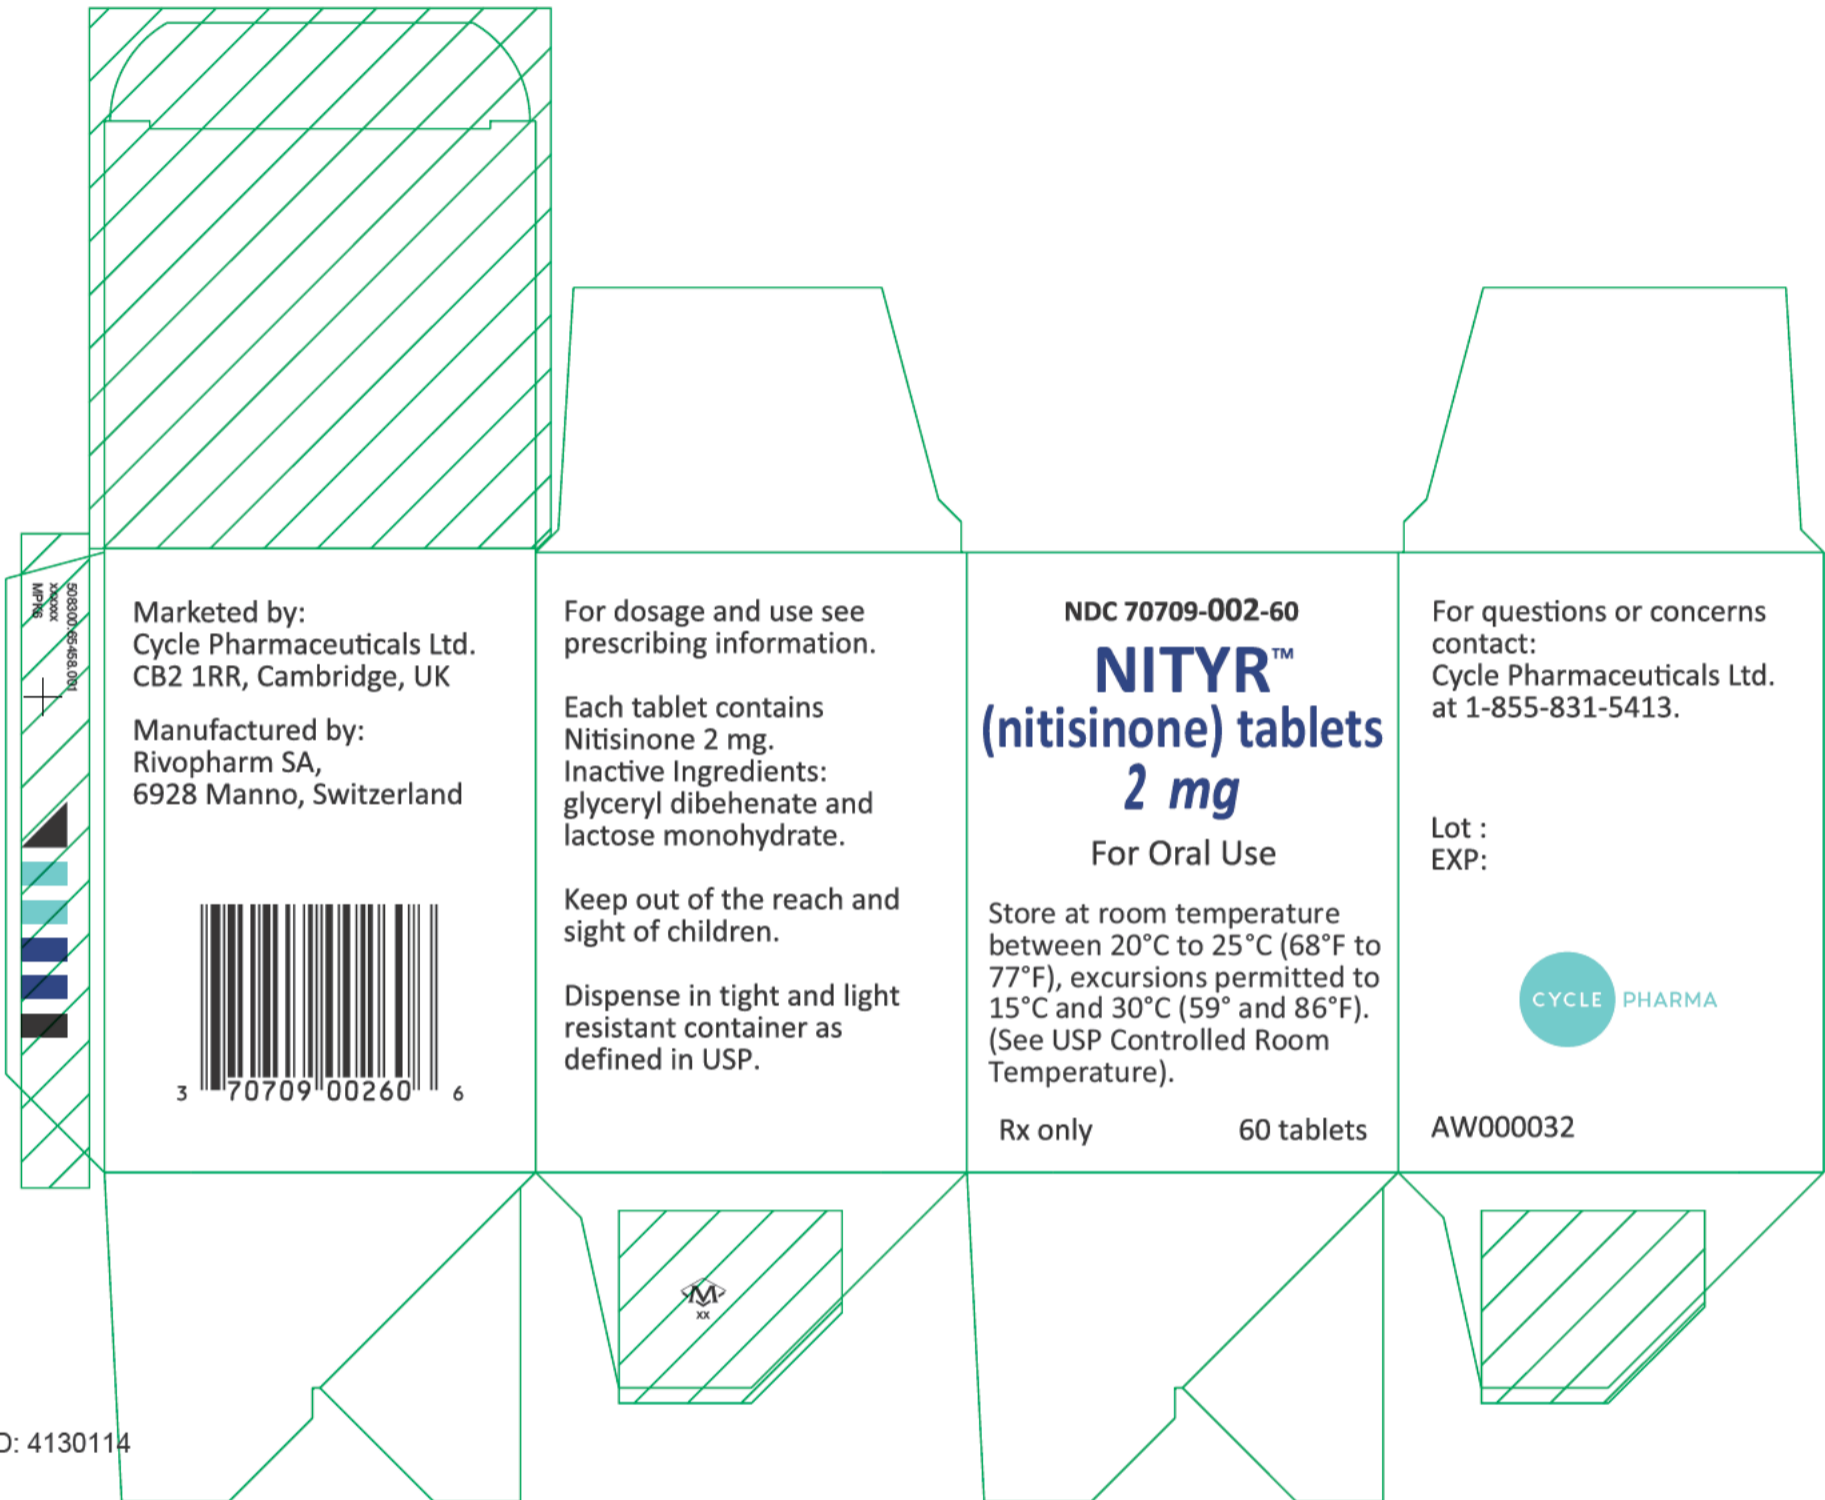 508300.65458.001
xxxxxx
MPK6
Marketed by:
Cycle Pharmaceuticals Ltd.
CB2 1RR, Cambridge, UK
Manufactured by:
Rivopharm SA,
6928 Manno, Switzerland
3 70709 00260 6
For dosage and use see
prescribing information.
Each tablet contains
Nitisinone 2 mg.
Inactive Ingredients:
glyceryl dibehenate and
lactose monohydrate.
Keep out of the reach and
sight of children.
Dispense in tight and light
resistant container as
defined in USP.
NDC 70709-002-60
NITYR™
(nitisinone) tablets
2 mg
For Oral Use
Store at room temperature
between 20°C to 25°C (68°F to
77°F), excursions permitted to
15°C and 30°C (59° and 86°F).
(See USP Controlled Room
Temperature).
Rx only 60 tablets
For questions or concerns
contact:
Cycle Pharmaceuticals Ltd.
at 1-855-831-5413.
Lot :
EXP:
CYCLE PHARMA
AW000032
M
xx
D: 4130114